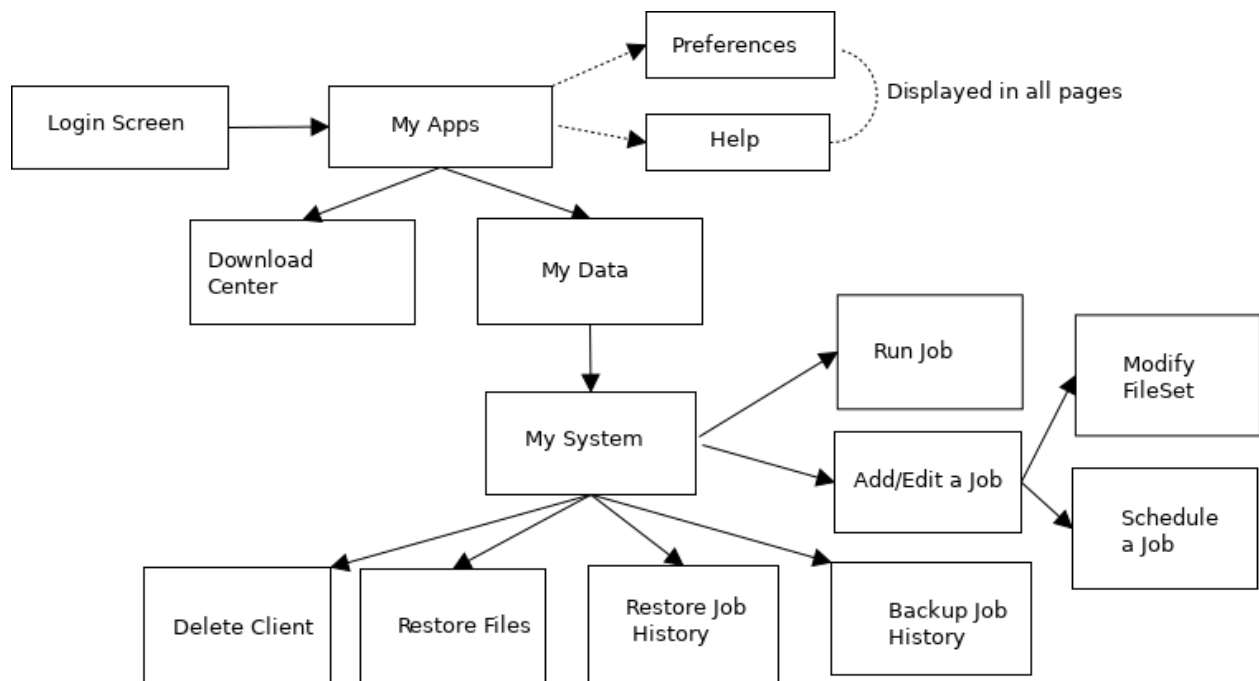 Preferences
Displayed in all pages
Login Screen
My Apps
Help
Download
Center
My Data
Run Job
Modify
FileSet
My System
Add/Edit a Job
Schedule
a Job
Delete Client
Restore Files
Restore Job
History
Backup Job
History